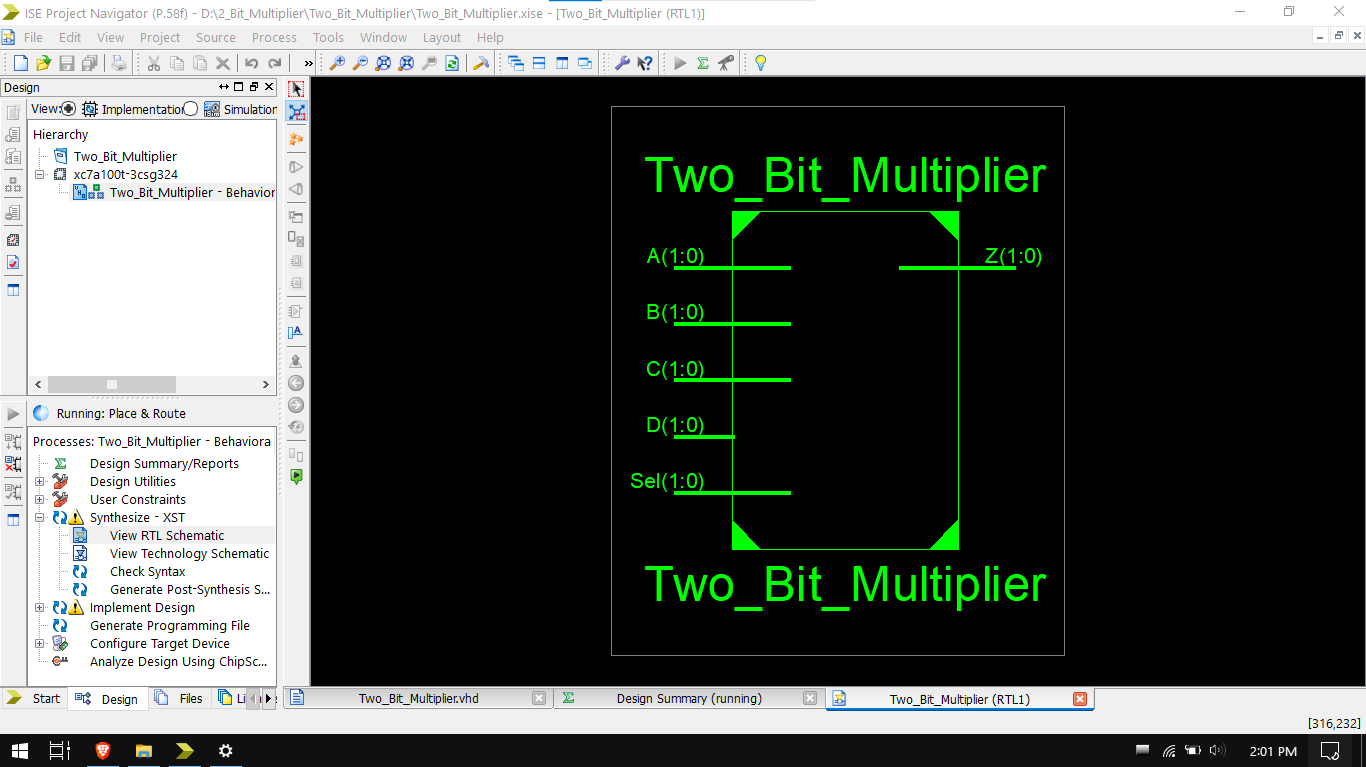 ISE Project Navigator (P.58f) - D:\2_Bit_Multiplier\Two_Bit_Multiplier\Two_Bit_Multiplier.xise - [Two_Bit_Multiplier (RTL1)]
File Edit View Project Source Process Tools Window Layout Help
Design
View: Implementation Simulation
Hierarchy
Two_Bit_Multiplier
xc7a100t-3csg324
Two_Bit_Multiplier - Behavior
Running: Place & Route
Processes: Two_Bit_Multiplier - Behaviora
Design Summary/Reports
Design Utilities
User Constraints
Synthesize - XST
View RTL Schematic
View Technology Schematic
Check Syntax
Generate Post-Synthesis S...
Implement Design
Generate Programming File
Configure Target Device
Analyze Design Using ChipSc...
Start Design Files Li
Two_Bit_Multiplier
A(1:0) Z(1:0)
B(1:0)
C(1:0)
D(1:0)
Sel(1:0)
Two_Bit_Multiplier
Two_Bit_Multiplier.vhd Design Summary (running) Two_Bit_Multiplier (RTL1)
[316,232]
2:01 PM